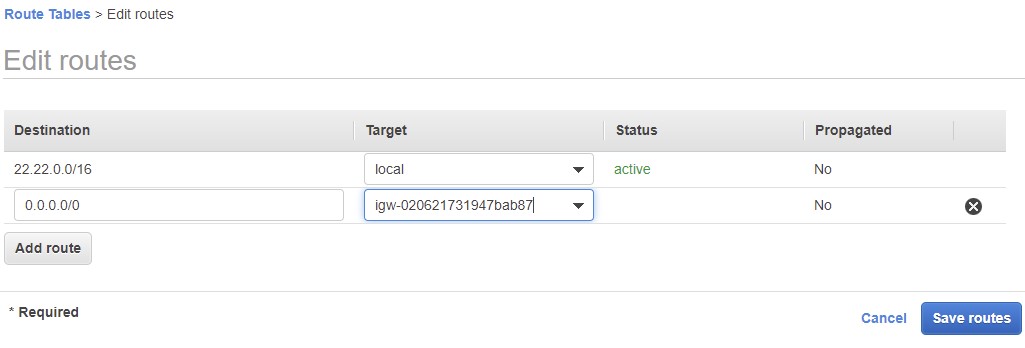 Route Tables > Edit routes
Edit routes
Destination Target Status Propagated
22.22.0.0/16 local active No
0.0.0.0/0 igw-020621731947bab87 No
Add route
* Required
Cancel Save routes